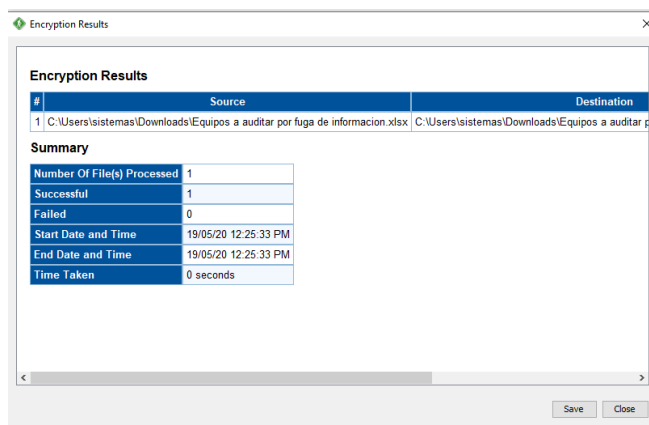 Encryption Results
Encryption Results
# Source Destination
1 C:\Users\sistemas\Downloads\Equipos a auditar por fuga de informacion.xlsx C:\Users\sistemas\Downloads\Equipos a auditar
Summary
Number Of File(s) Processed 1
Successful 1
Failed 0
Start Date and Time 19/05/20 12:25:33 PM
End Date and Time 19/05/20 12:25:33 PM
Time Taken 0 seconds
Save Close